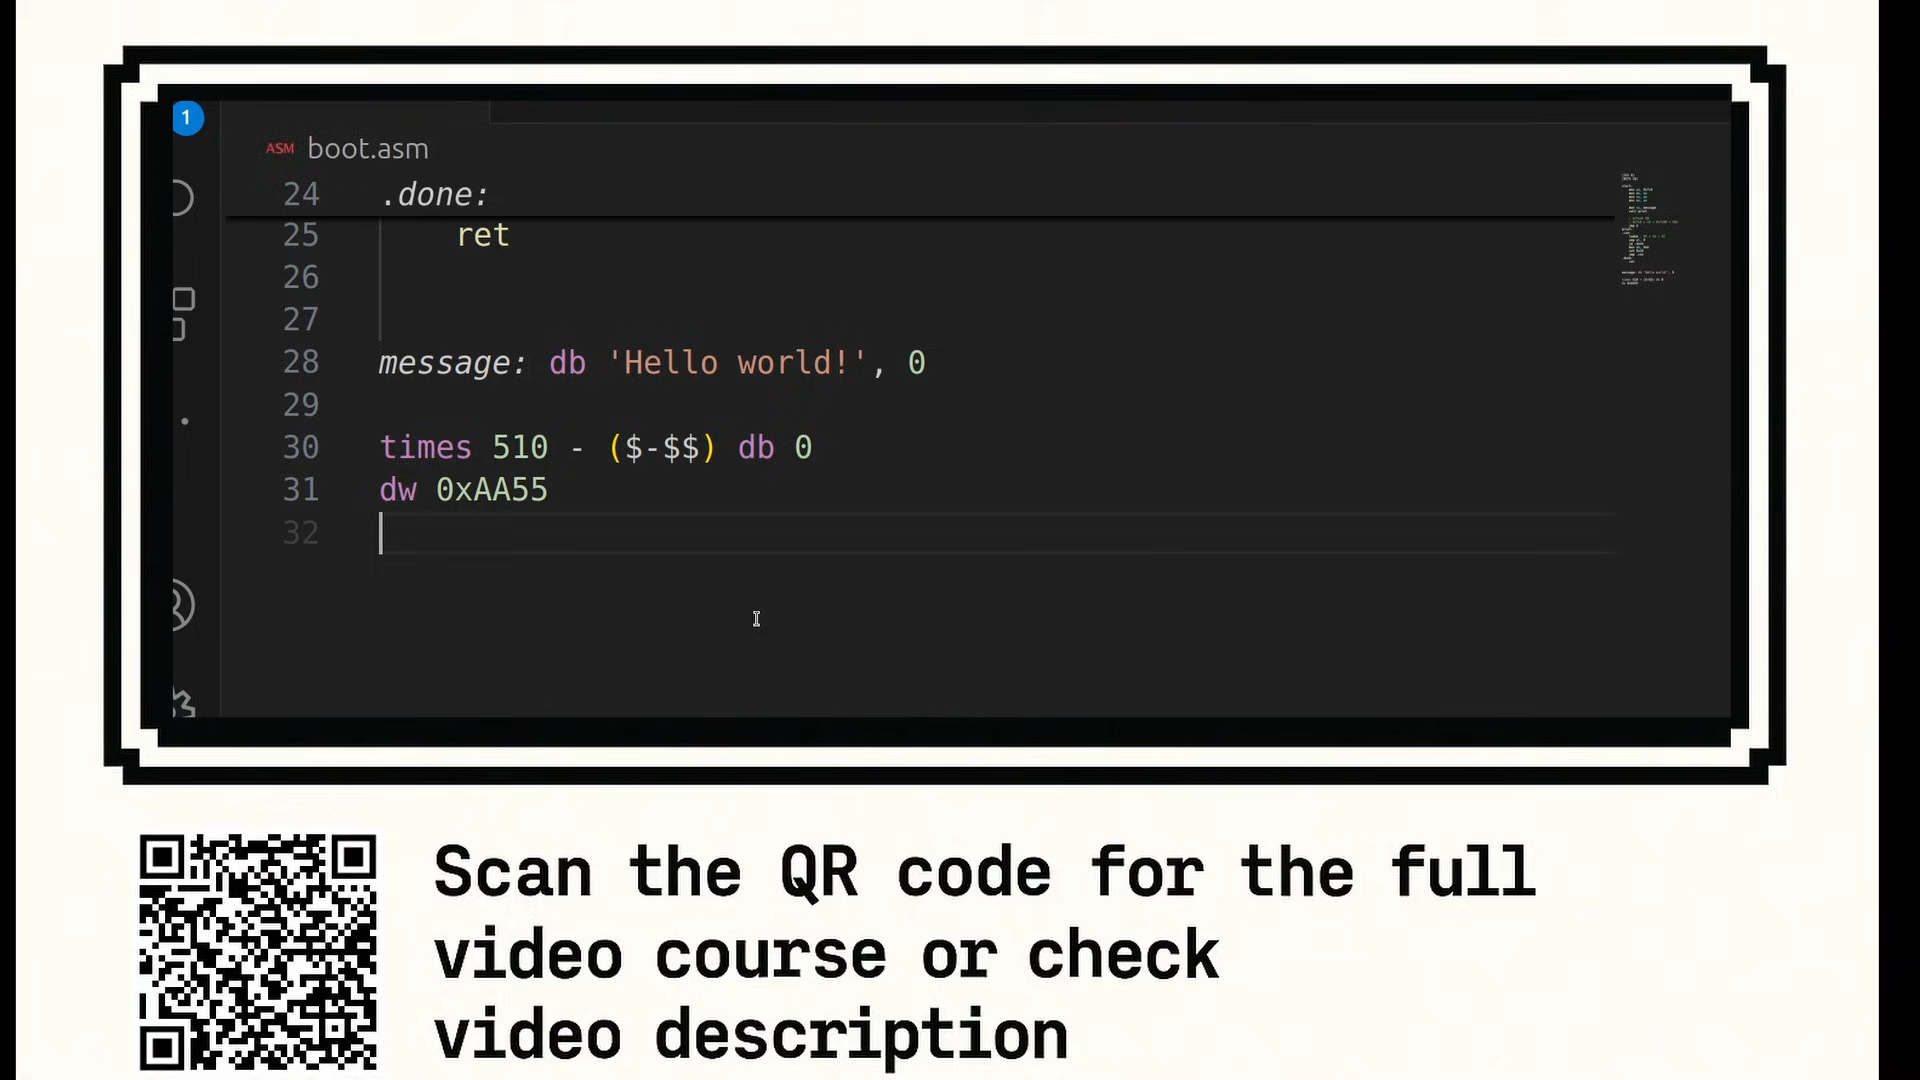 1
ASM boot.asm
24 .done:
25 ret
26
27
28 message: db 'Hello world!', 0
29
30 times 510 - ($-$$) db 0
31 dw 0xAA55
32
Scan the QR code for the full
video course or check
video description